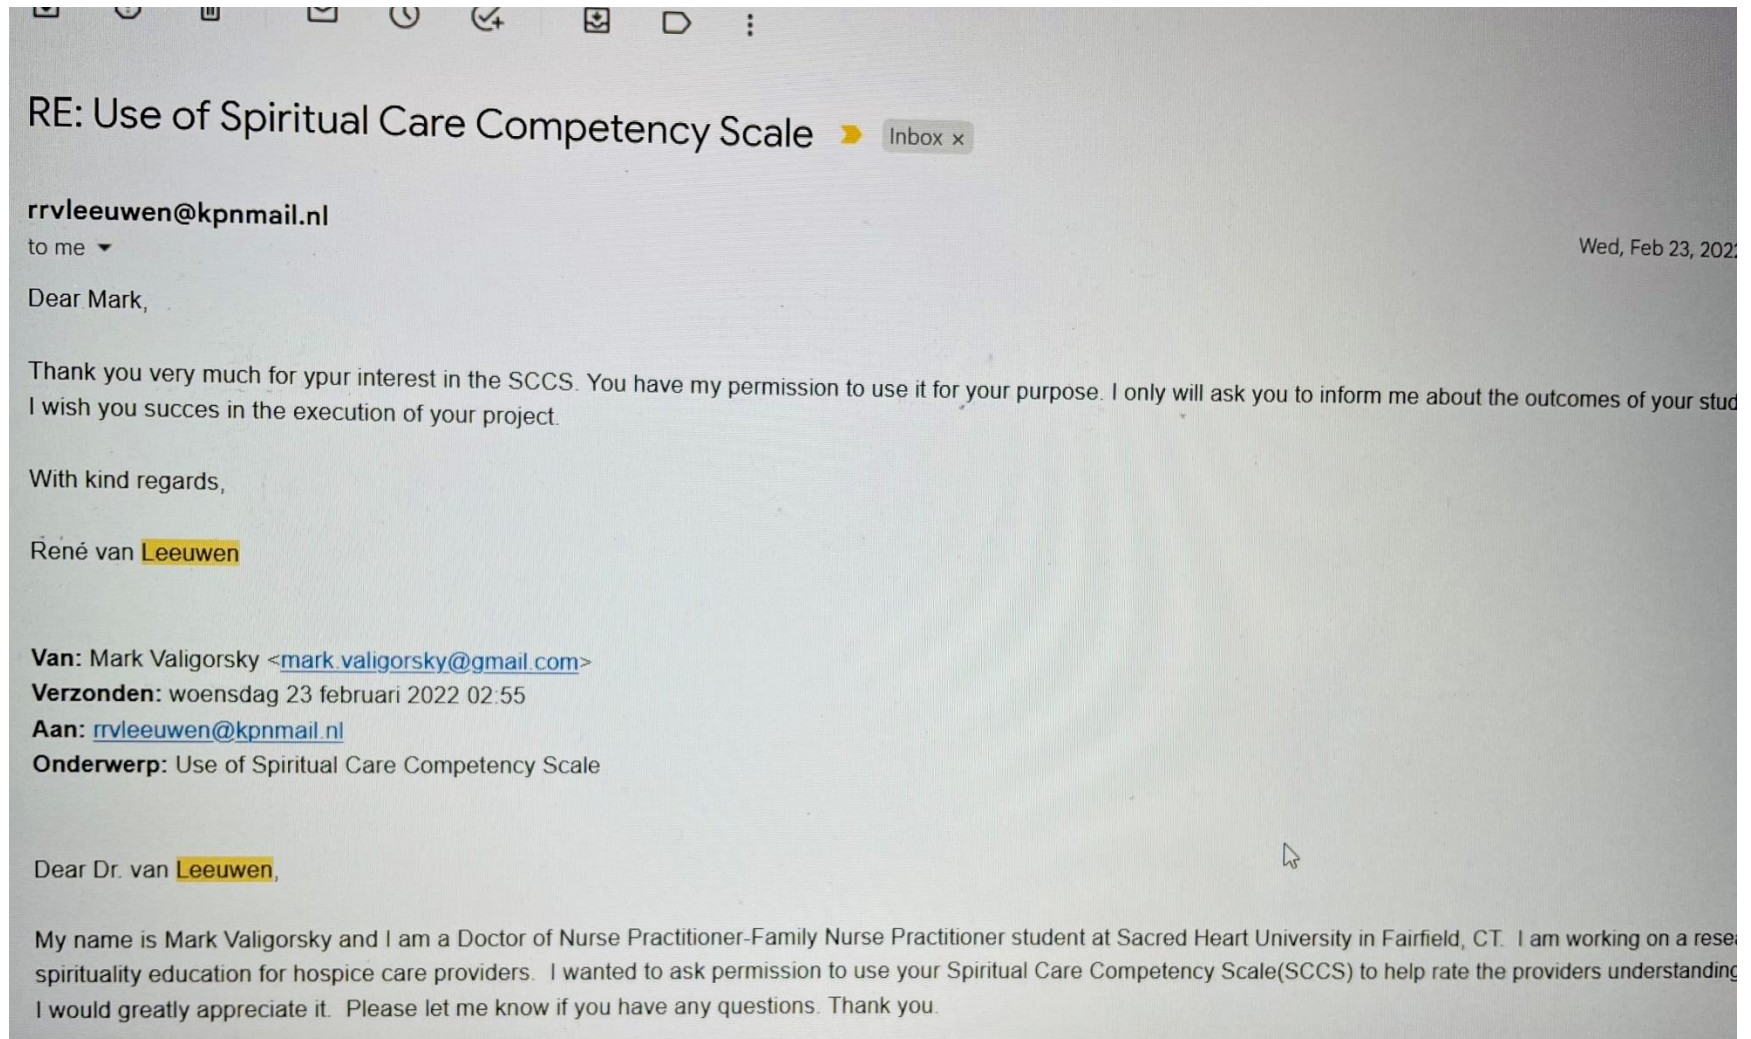 RE: Use of Spiritual Care Competency Scale Inbox x
rrvleeuwen@kpnmail.nl
to me
Wed, Feb 23, 202
Dear Mark,
Thank you very much for ypur interest in the SCCS. You have my permission to use it for your purpose. I only will ask you to inform me about the outcomes of your stud
I wish you succes in the execution of your project.
With kind regards,
René van Leeuwen
Van: Mark Valigorsky <mark.valigorsky@gmail.com>
Verzonden: woensdag 23 februari 2022 02:55
Aan: rrvleeuwen@kpnmail.nl
Onderwerp: Use of Spiritual Care Competency Scale
Dear Dr. van Leeuwen,
My name is Mark Valigorsky and I am a Doctor of Nurse Practitioner-Family Nurse Practitioner student at Sacred Heart University in Fairfield, CT. I am working on a rese
spirituality education for hospice care providers. I wanted to ask permission to use your Spiritual Care Competency Scale(SCCS) to help rate the providers understanding
I would greatly appreciate it. Please let me know if you have any questions. Thank you.